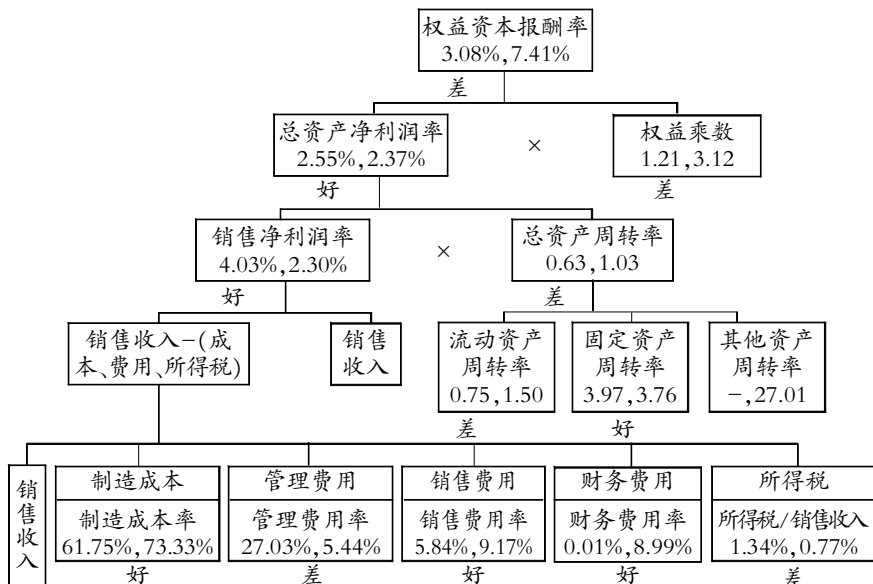 权益资本报酬率
3.08%,7.41%
差
总资产净利润率
2.55%,2.37%
×
权益乘数
1.21,3.12
好
差
销售净利润率
4.03%,2.30%
×
总资产周转率
0.63,1.03
好
差
销售收入-(成
本、费用、所得税)
销售
收入
流动资产
周转率
0.75,1.50
固定资产
周转率
3.97,3.76
其他资产
周转率
-,27.01
差
好
销售收入
制造成本
制造成本率
61.75%,73.33%
管理费用
管理费用率
27.03%,5.44%
销售费用
销售费用率
5.84%,9.17%
财务费用
财务费用率
0.01%,8.99%
所得税
所得税/销售收入
1.34%,0.77%
好
差
好
好
差